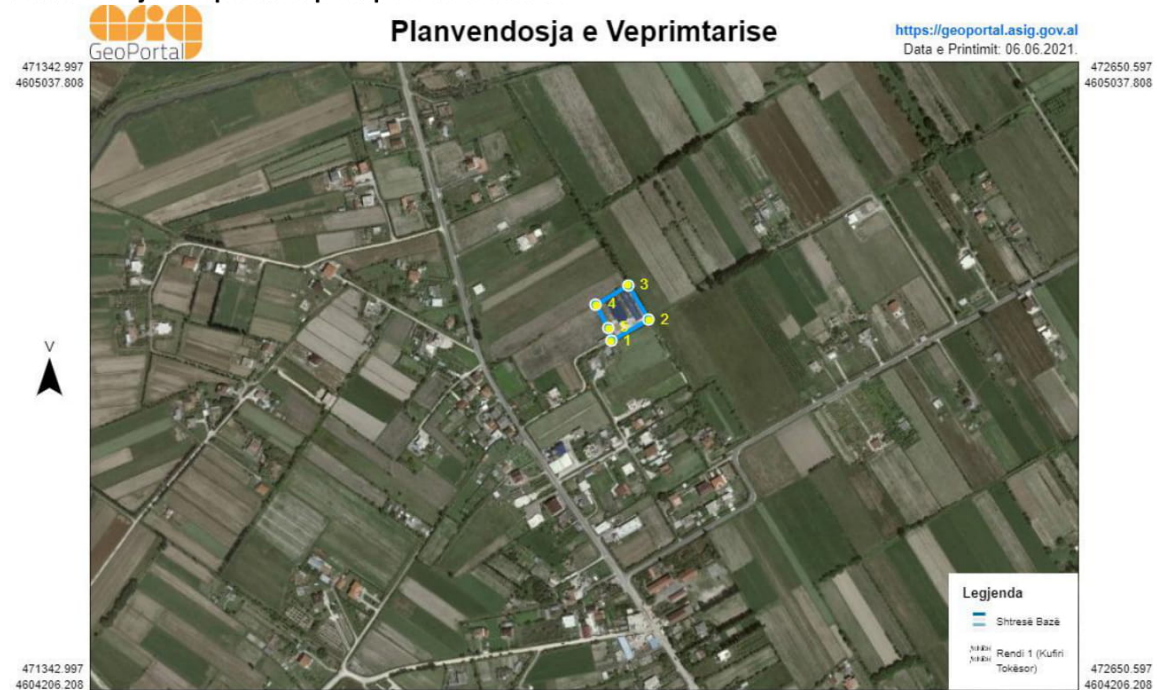 asig
GeoPortal
Planvendosja e Veprimtarise
https://geoportal.asig.gov.al
Data e Printimit: 06.06.2021.
471342.997
4605037.808
472650.597
4605037.808
3
4
2
1
V
Legjenda
Shtresë Bazë
Rendi 1 (Kufiri
Tokësor)
471342.997
4604206.208
472650.597
4604206.208